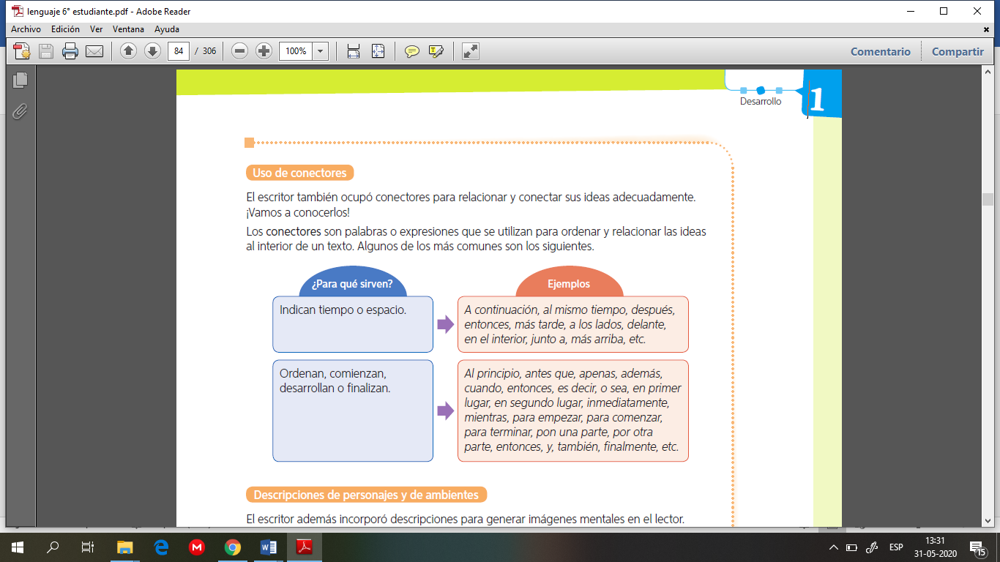 lenguaje 6° estudiante.pdf - Adobe Reader
Archivo Edición Ver Ventana Ayuda
84 / 306 100% Comentario Compartir
Desarrollo
1
Uso de conectores
El escritor también ocupó conectores para relacionar y conectar sus ideas adecuadamente.
¡Vamos a conocerlos!
Los conectores son palabras o expresiones que se utilizan para ordenar y relacionar las ideas
al interior de un texto. Algunos de los más comunes son los siguientes.
¿Para qué sirven?
Ejemplos
Indican tiempo o espacio.
A continuación, al mismo tiempo, después,
entonces, más tarde, a los lados, delante,
en el interior, junto a, más arriba, etc.
Ordenan, comienzan,
desarrollan o finalizan.
Al principio, antes que, apenas, además,
cuando, entonces, es decir, o sea, en primer
lugar, en segundo lugar, inmediatamente,
mientras, para empezar, para comenzar,
para terminar, pon una parte, por otra
parte, entonces, y, también, finalmente, etc.
Descripciones de personajes y de ambientes
El escritor además incorporó descripciones para generar imágenes mentales en el lector.
ESP
13:31
31-05-2020
15